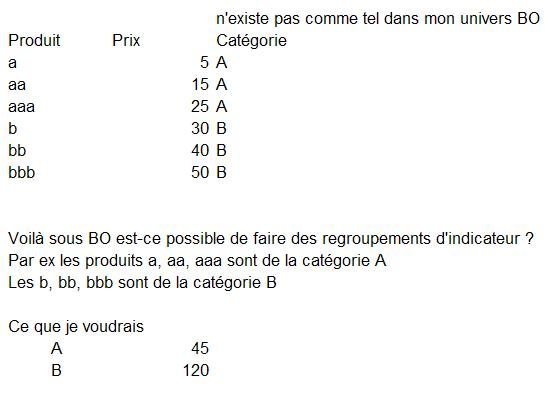 n'existe pas comme tel dans mon univers BO
Produit Prix Catégorie
a 5 A
aa 15 A
aaa 25 A
b 30 B
bb 40 B
bbb 50 B
Voilà sous BO est-ce possible de faire des regroupements d'indicateur ?
Par ex les produits a, aa, aaa sont de la catégorie A
Les b, bb, bbb sont de la catégorie B
Ce que je voudrais
A 45
B 120